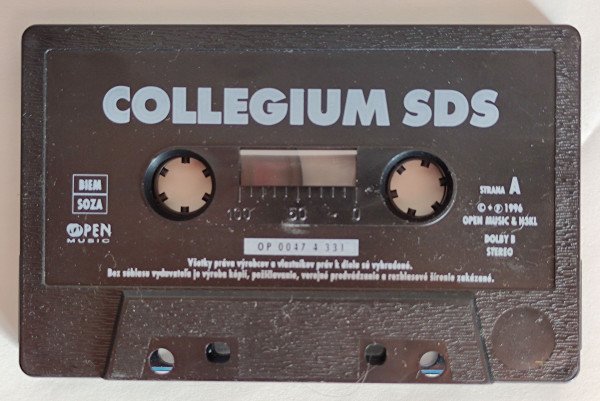 COLLEGIUM SDS
BIEM
SOZA
OPEN
MUSIC
100 50 0
STRANA A
© + ℗ 1996
OPEN MUSIC & HSKL
DOLBY B
STEREO
OP 0047 4 331
Všetky práva výrobcov a vlastníkov práv k dielu sú vyhradené.
Bez súhlasu vydavateľa je výroba kópií, požičiavanie, verejné predvádzanie a rozhlasové šírenie zakázané.